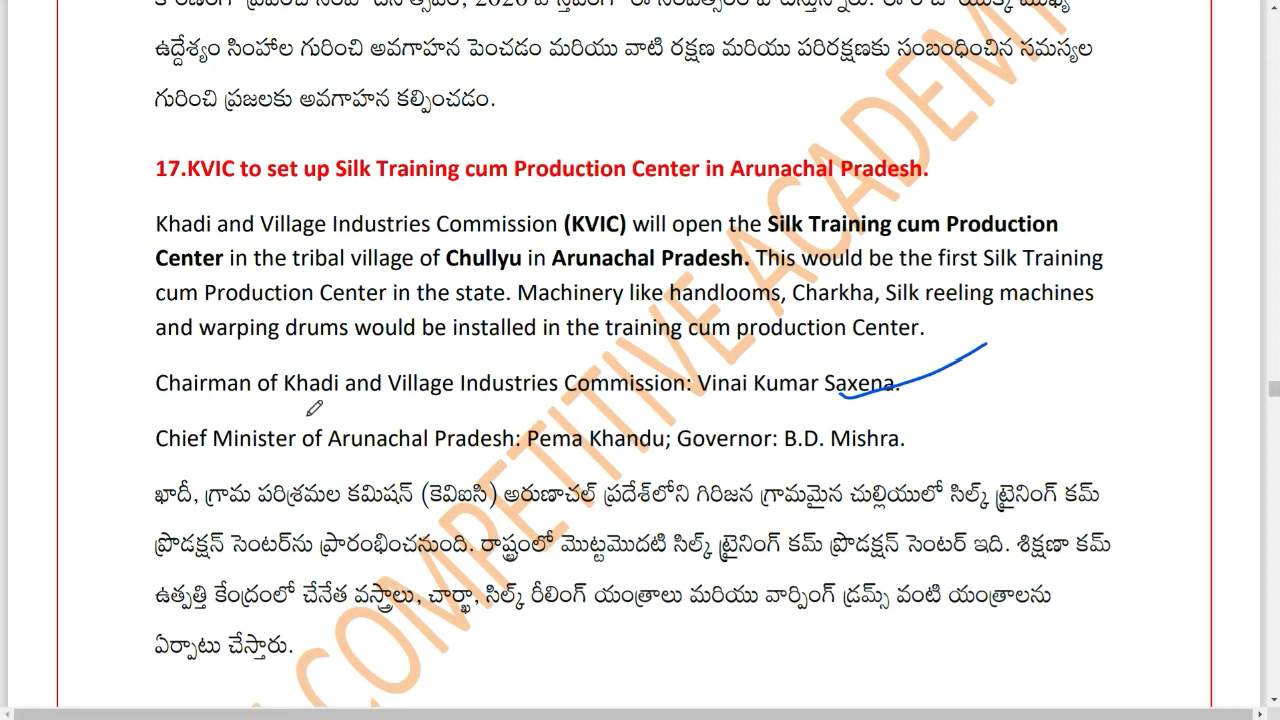 ఉద్దేశ్యం సింహాల గురించి అవగాహన పెంచడం మరియు వాటి రక్షణ మరియు పరిరక్షణకు సంబంధించిన సమస్యల
గురించి ప్రజలకు అవగాహన కల్పించడం.
17.KVIC to set up Silk Training cum Production Center in Arunachal Pradesh.
Khadi and Village Industries Commission (KVIC) will open the Silk Training cum Production
Center in the tribal village of Chullyu in Arunachal Pradesh. This would be the first Silk Training
cum Production Center in the state. Machinery like handlooms, Charkha, Silk reeling machines
and warping drums would be installed in the training cum production Center.
Chairman of Khadi and Village Industries Commission: Vinai Kumar Saxena.
Chief Minister of Arunachal Pradesh: Pema Khandu; Governor: B.D. Mishra.
ఖాదీ, గ్రామ పరిశ్రమల కమిషన్ (కెవిఐసి) అరుణాచల్ ప్రదేశ్‌లోని గిరిజన గ్రామమైన చుల్లియులో సిల్క్ ట్రైనింగ్ కమ్
ప్రొడక్షన్ సెంటర్‌ను ప్రారంభించనుంది. రాష్ట్రంలో మొట్టమొదటి సిల్క్ ట్రైనింగ్ కమ్ ప్రొడక్షన్ సెంటర్ ఇది. శిక్షణా కమ్
ఉత్పత్తి కేంద్రంలో చేనేత వస్త్రాలు, చార్ఖా, సిల్క్ రీలింగ్ యంత్రాలు మరియు వార్పింగ్ డ్రమ్స్ వంటి యంత్రాలను
ఏర్పాటు చేస్తారు.
COMPETITIVE ACADEMY